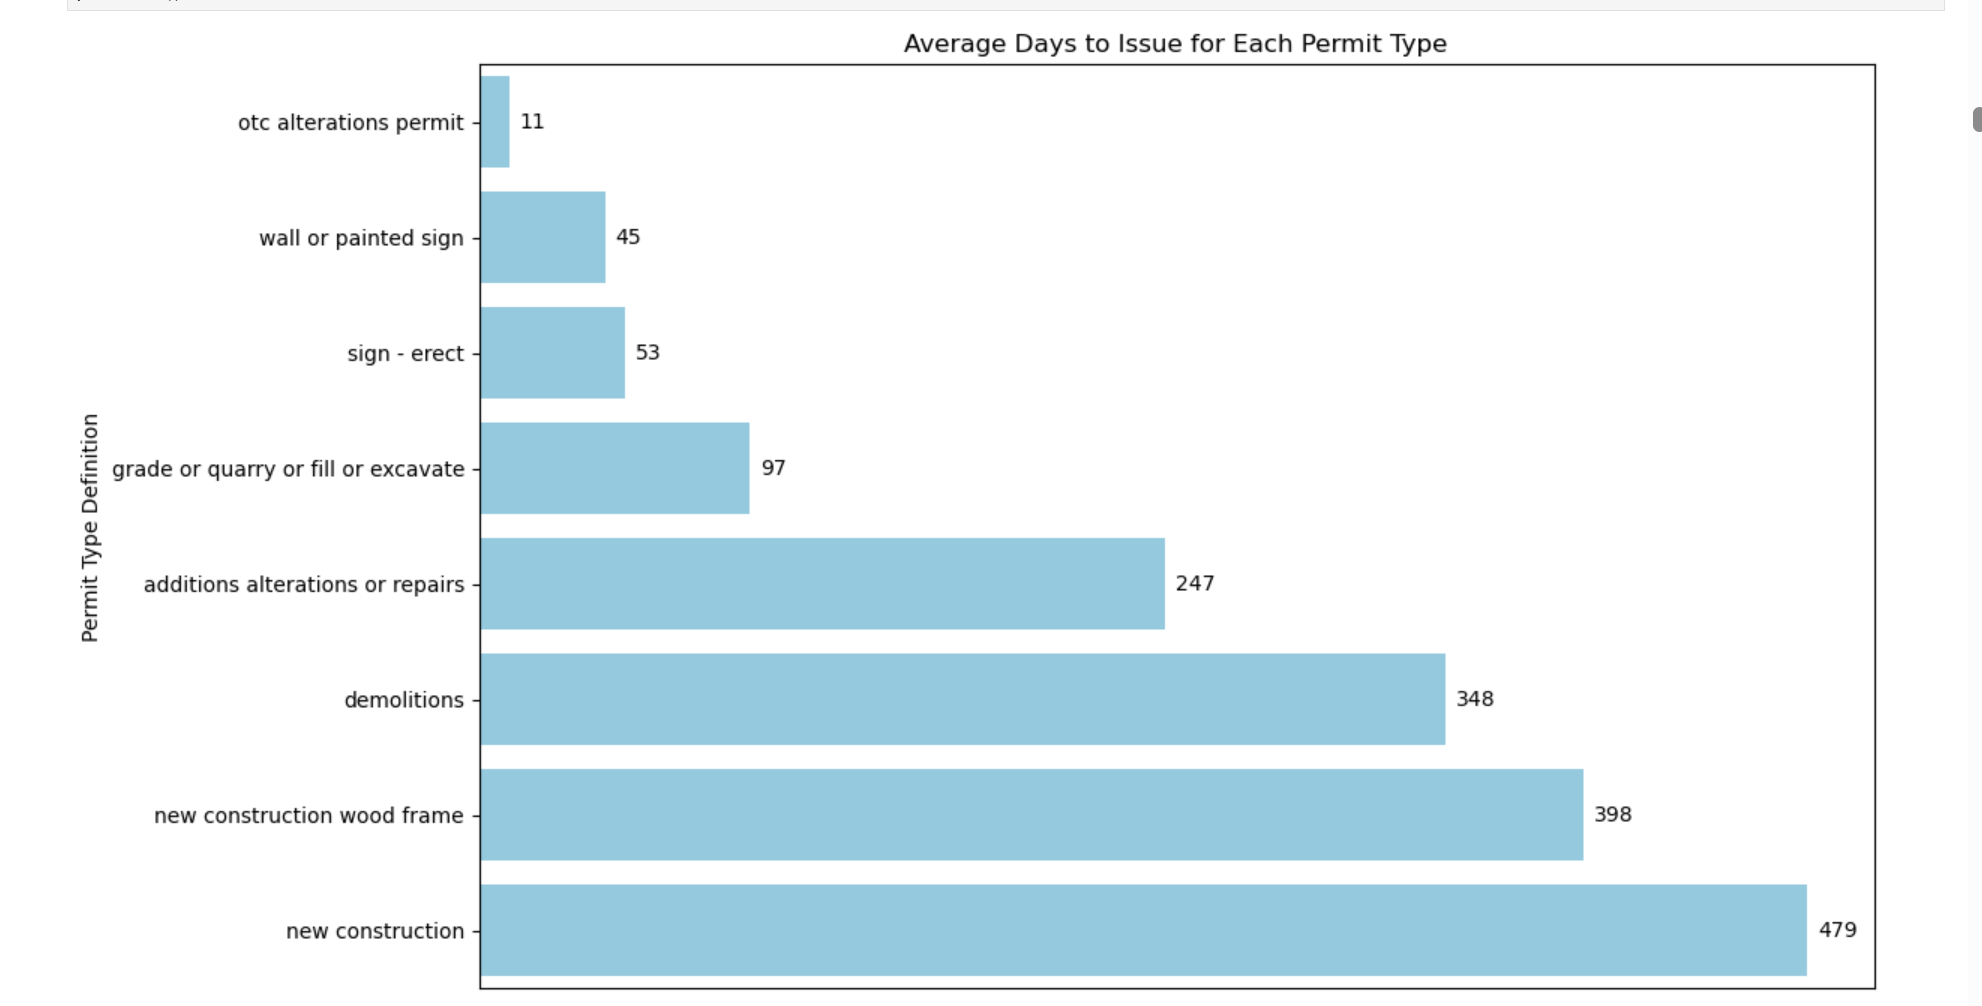 Average Days to Issue for Each Permit Type
otc alterations permit
11
wall or painted sign
45
sign - erect
53
Permit Type Definition
grade or quarry or fill or excavate
97
additions alterations or repairs
247
demolitions
348
new construction wood frame
398
new construction
479